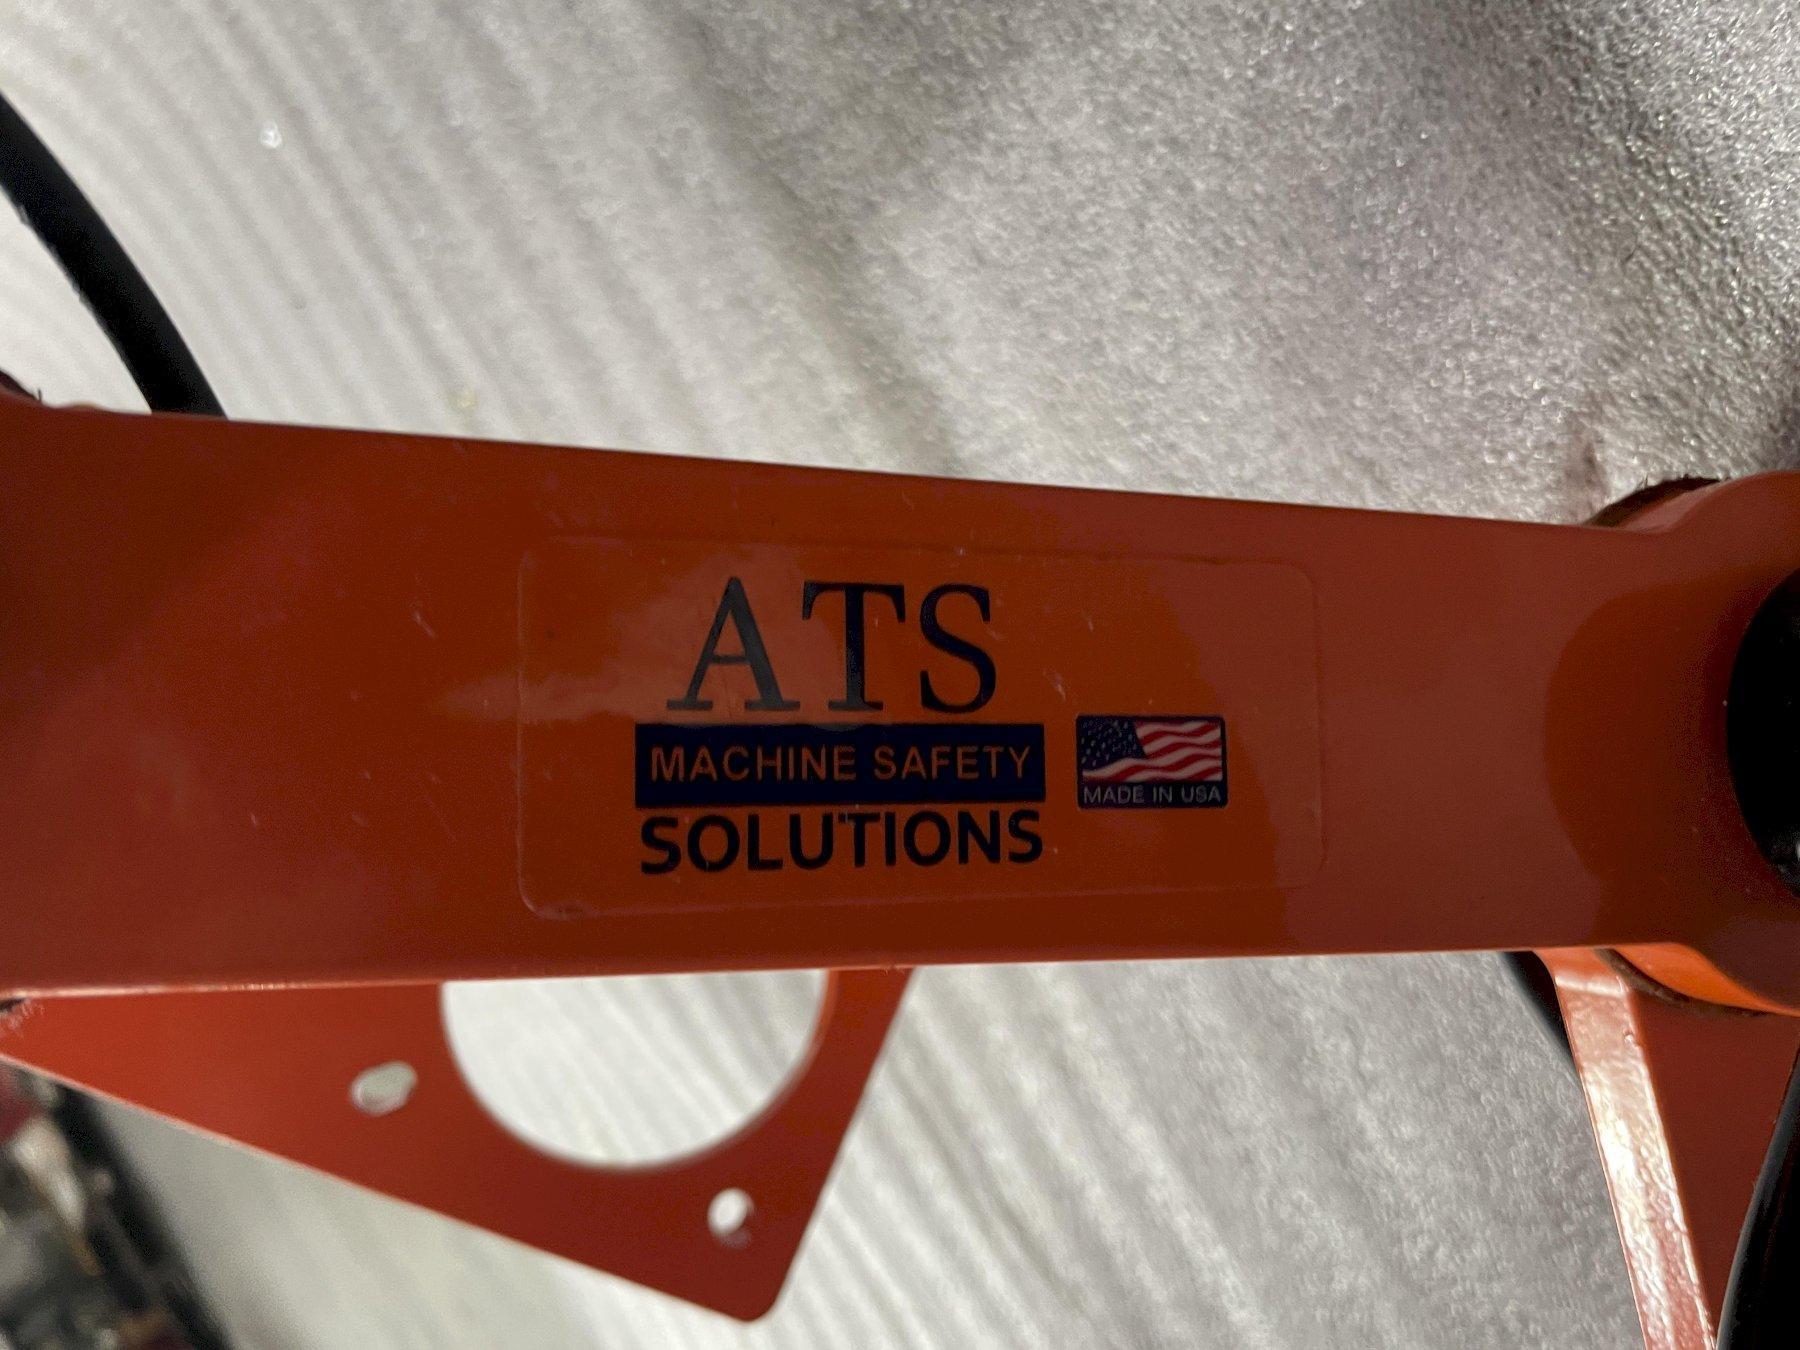 ATS
MACHINE SAFETY
SOLUTIONS
MADE IN USA